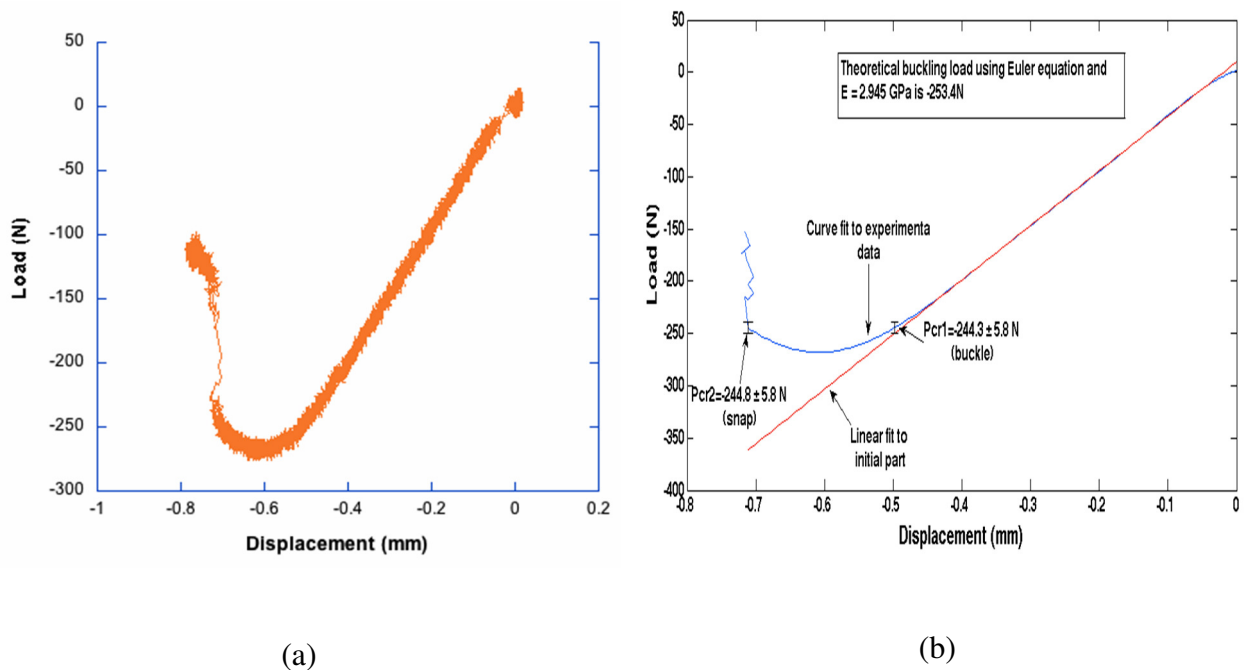 50
0
-50
-100
-150
-200
-250
-300
Load (N)
-1
-0.8
-0.6
-0.4
-0.2
0
0.2
Displacement (mm)
(a)
50
0
-50
-100
-150
-200
-250
-300
-350
-400
Load (N)
Theoretical buckling load using Euler equation and
E = 2.945 GPa is -253.4N
Curve fit to experimenta
data
Pcr1=-244.3 ± 5.8 N
(buckle)
Pcr2=-244.8 ± 5.8 N
(snap)
Linear fit to
initial part
-0.8
-0.7
-0.6
-0.5
-0.4
-0.3
-0.2
-0.1
0
Displacement (mm)
(b)